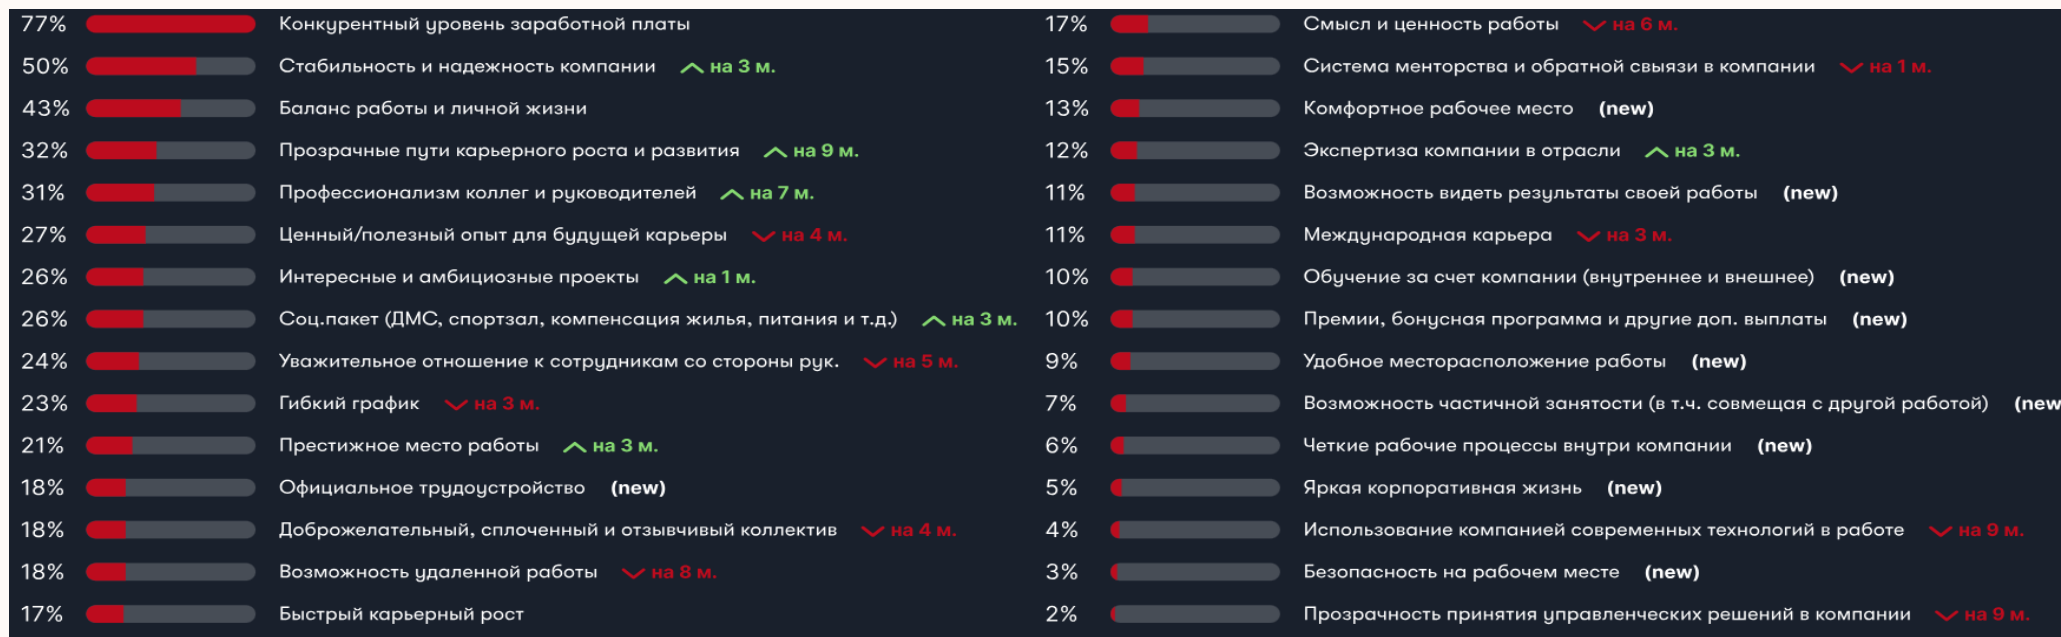 77% Конкурентный уровень заработной платы
50% Стабильность и надежность компании на 3 м.
43% Баланс работы и личной жизни
32% Прозрачные пути карьерного роста и развития на 9 м.
31% Профессионализм коллег и руководителей на 7 м.
27% Ценный/полезный опыт для будущей карьеры на 4 м.
26% Интересные и амбициозные проекты на 1 м.
26% Соц.пакет (ДМС, спортзал, компенсация жилья, питания и т.д.) на 3 м.
24% Уважительное отношение к сотрудникам со стороны рук. на 5 м.
23% Гибкий график на 3 м.
21% Престижное место работы на 3 м.
18% Официальное трудоустройство (new)
18% Доброжелательный, сплоченный и отзывчивый коллектив на 4 м.
18% Возможность удаленной работы на 8 м.
17% Быстрый карьерный рост
17% Смысл и ценность работы на 6 м.
15% Система менторства и обратной свыязи в компании на 1 м.
13% Комфортное рабочее место (new)
12% Экспертиза компании в отрасли на 3 м.
11% Возможность видеть результаты своей работы (new)
11% Международная карьера на 3 м.
10% Обучение за счет компании (внутреннее и внешнее) (new)
10% Премии, бонусная программа и другие доп. выплаты (new)
9% Удобное месторасположение работы (new)
7% Возможность частичной занятости (в т.ч. совмещая с другой работой) (new
6% Четкие рабочие процессы внутри компании (new)
5% Яркая корпоративная жизнь (new)
4% Использование компанией современных технологий в работе на 9 м.
3% Безопасность на рабочем месте (new)
2% Прозрачность принятия управленческих решений в компании на 9 м.